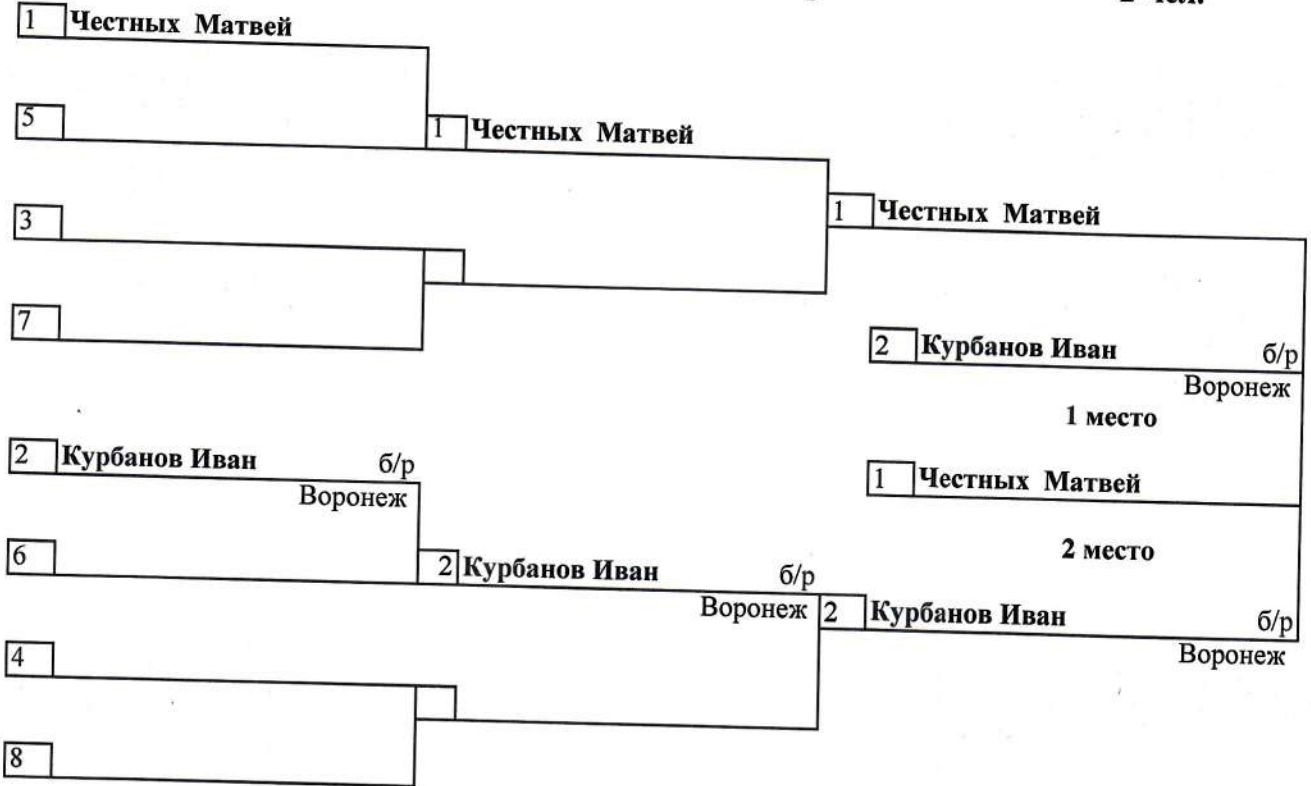 1 Честных Матвей
5
1 Честных Матвей
3
1 Честных Матвей
7
2 Курбанов Иван б/р
Воронеж
1 место
2 Курбанов Иван б/р
Воронеж
1 Честных Матвей
2 место
6
2 Курбанов Иван б/р
Воронеж
2 Курбанов Иван б/р
Воронеж
4
8